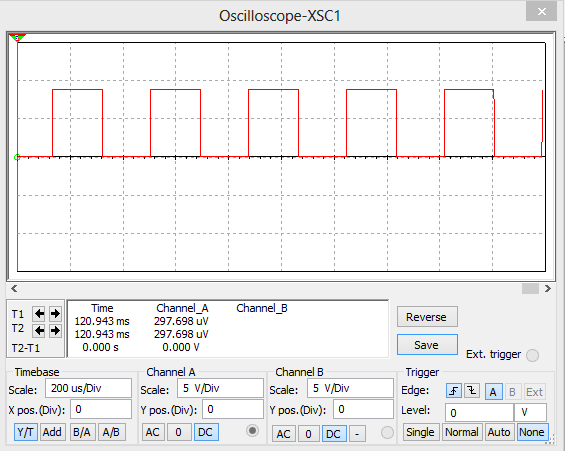 Oscilloscope-XSC1
Time Channel_A Channel_B
T1 120.943 ms 297.698 uV
T2 120.943 ms 297.698 uV
T2-T1 0.000 s 0.000 V
Reverse
Save
Ext. trigger
Timebase
Scale: 200 us/Div
X pos.(Div): 0
Y/T Add B/A A/B
Channel A
Scale: 5 V/Div
Y pos.(Div): 0
AC 0 DC
Channel B
Scale: 5 V/Div
Y pos.(Div): 0
AC 0 DC -
Trigger
Edge: A B Ext
Level: 0 V
Single Normal Auto None